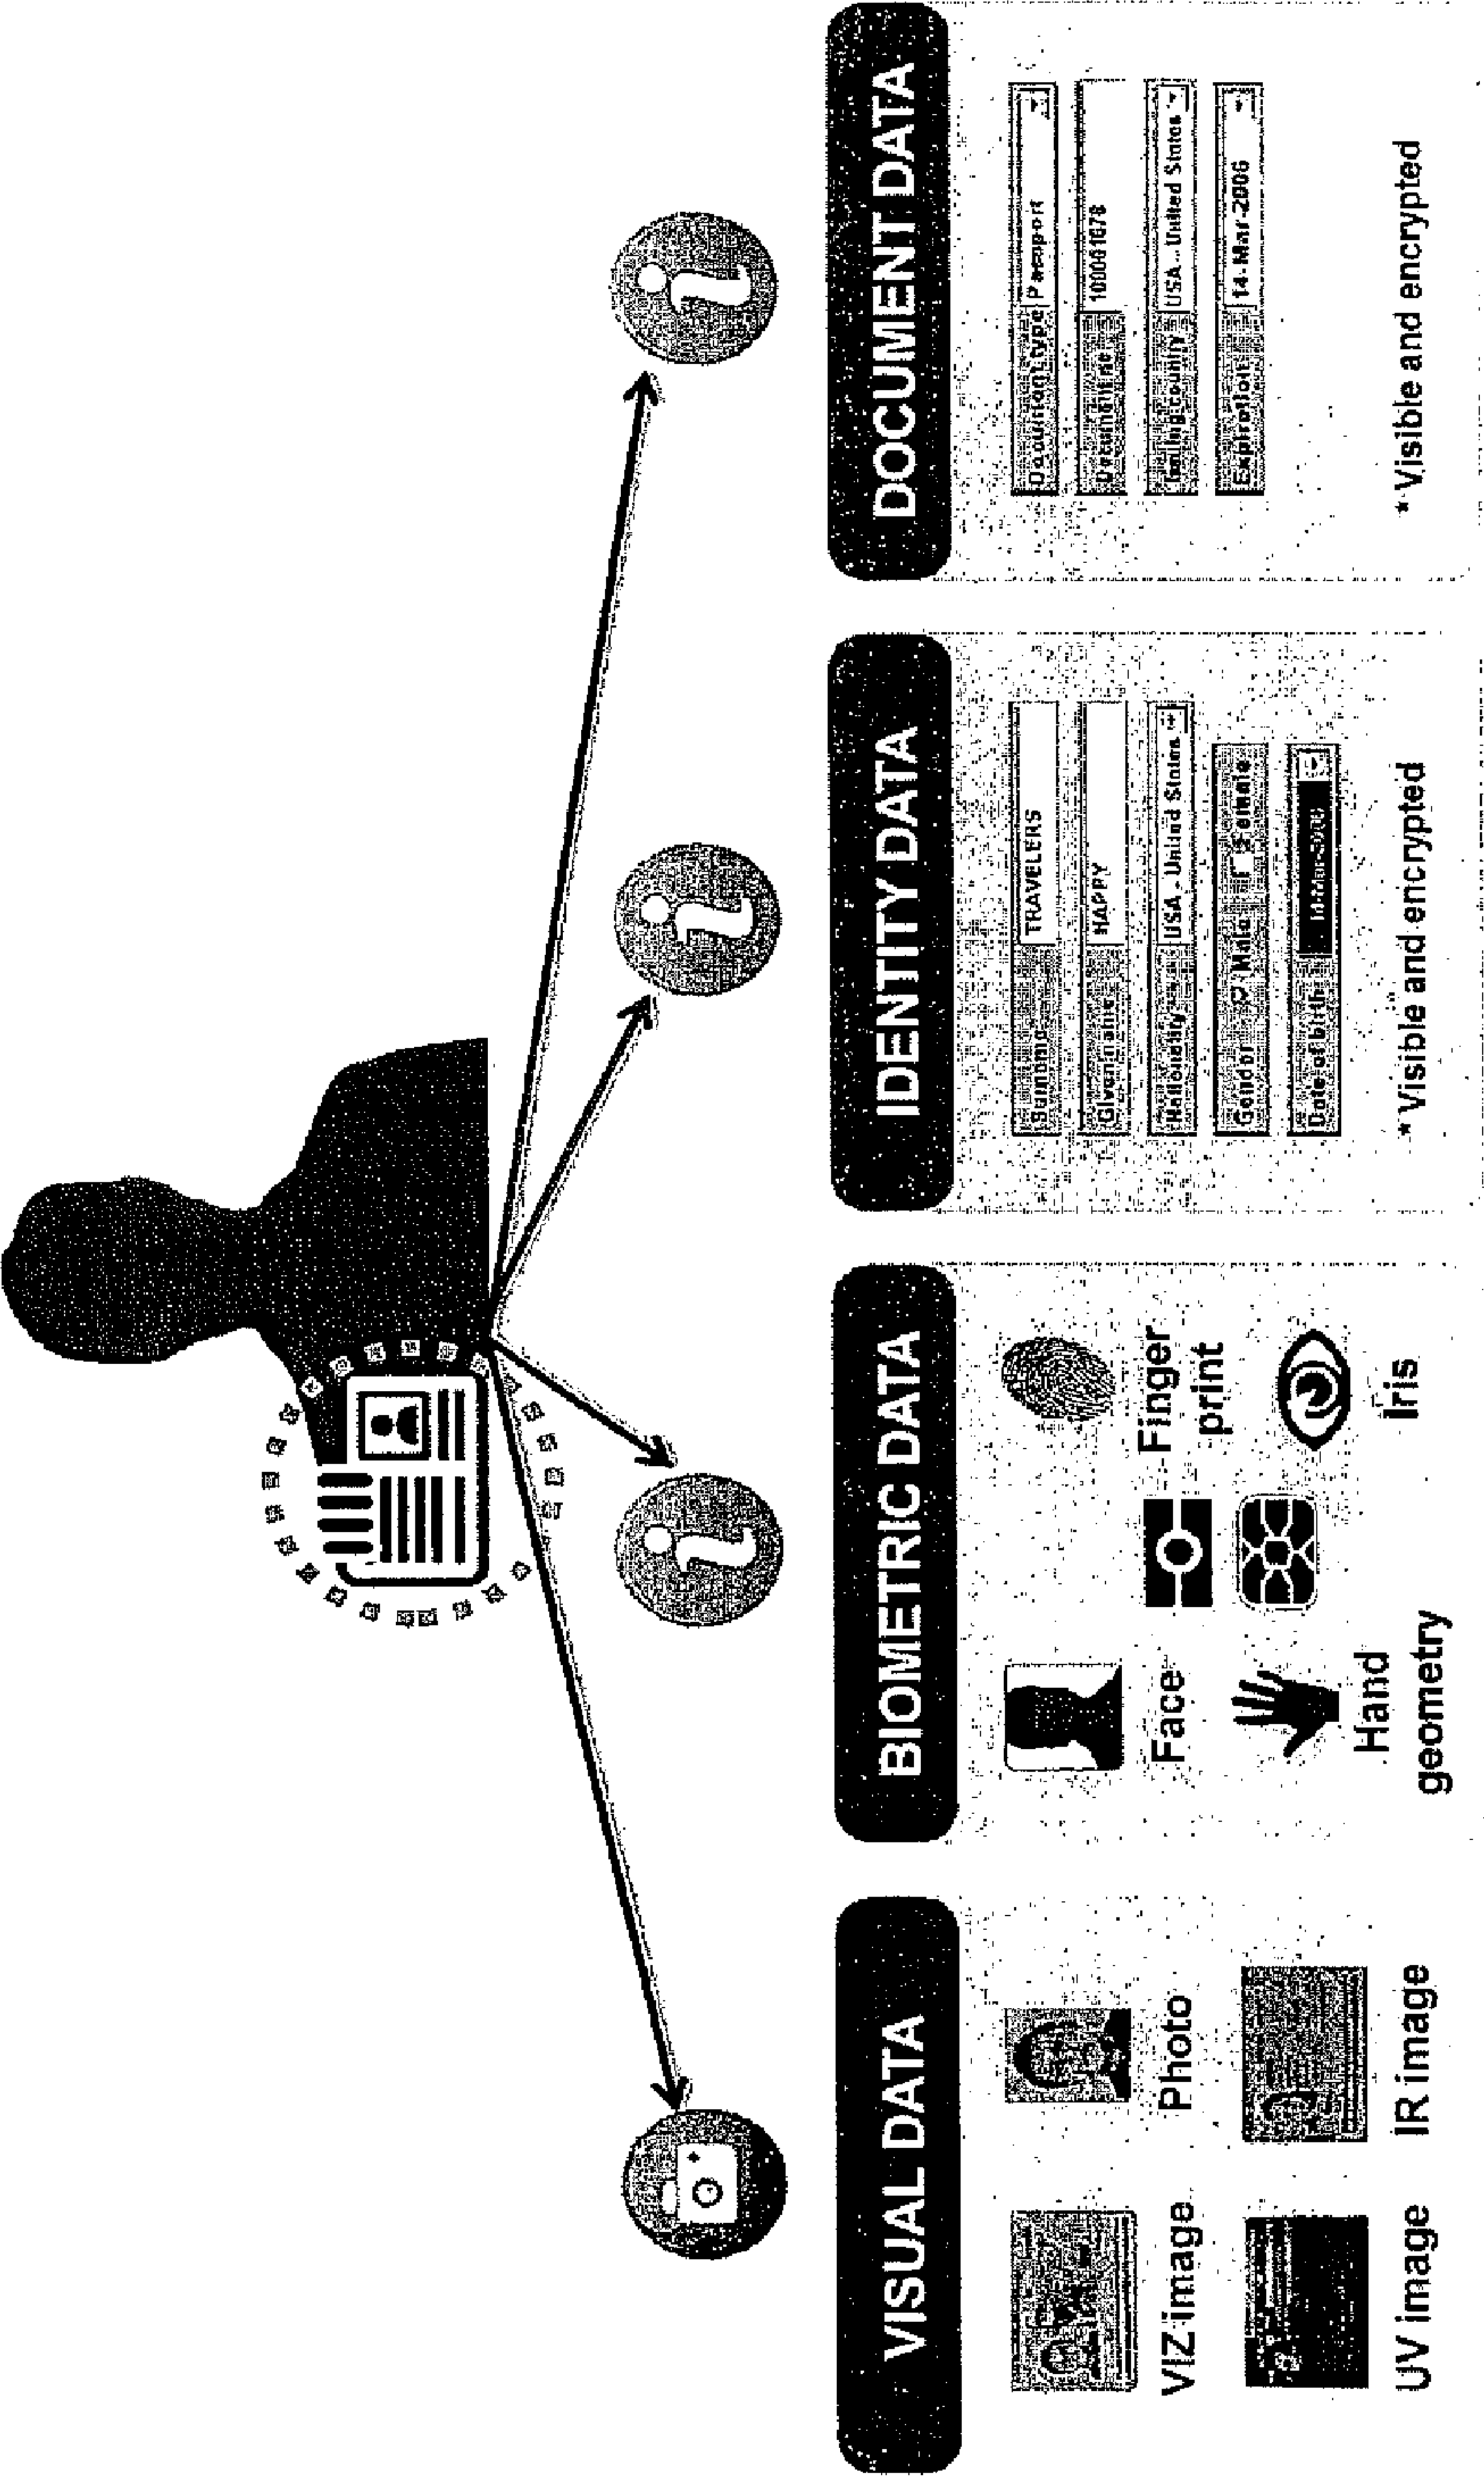 VISUAL DATA
VIZ image
Photo
UV image
IR image
BIOMETRIC DATA
Face
Finger
print
Hand
geometry
Iris
IDENTITY DATA
Surname TRAVELERS
Given name HAPPY
Nationality USA - United States
Gender Male Female
Date of birth
* Visible and encrypted
DOCUMENT DATA
Document type Passport
Document no
Issuing country USA - United States
14-Mar-2006
* Visible and encrypted